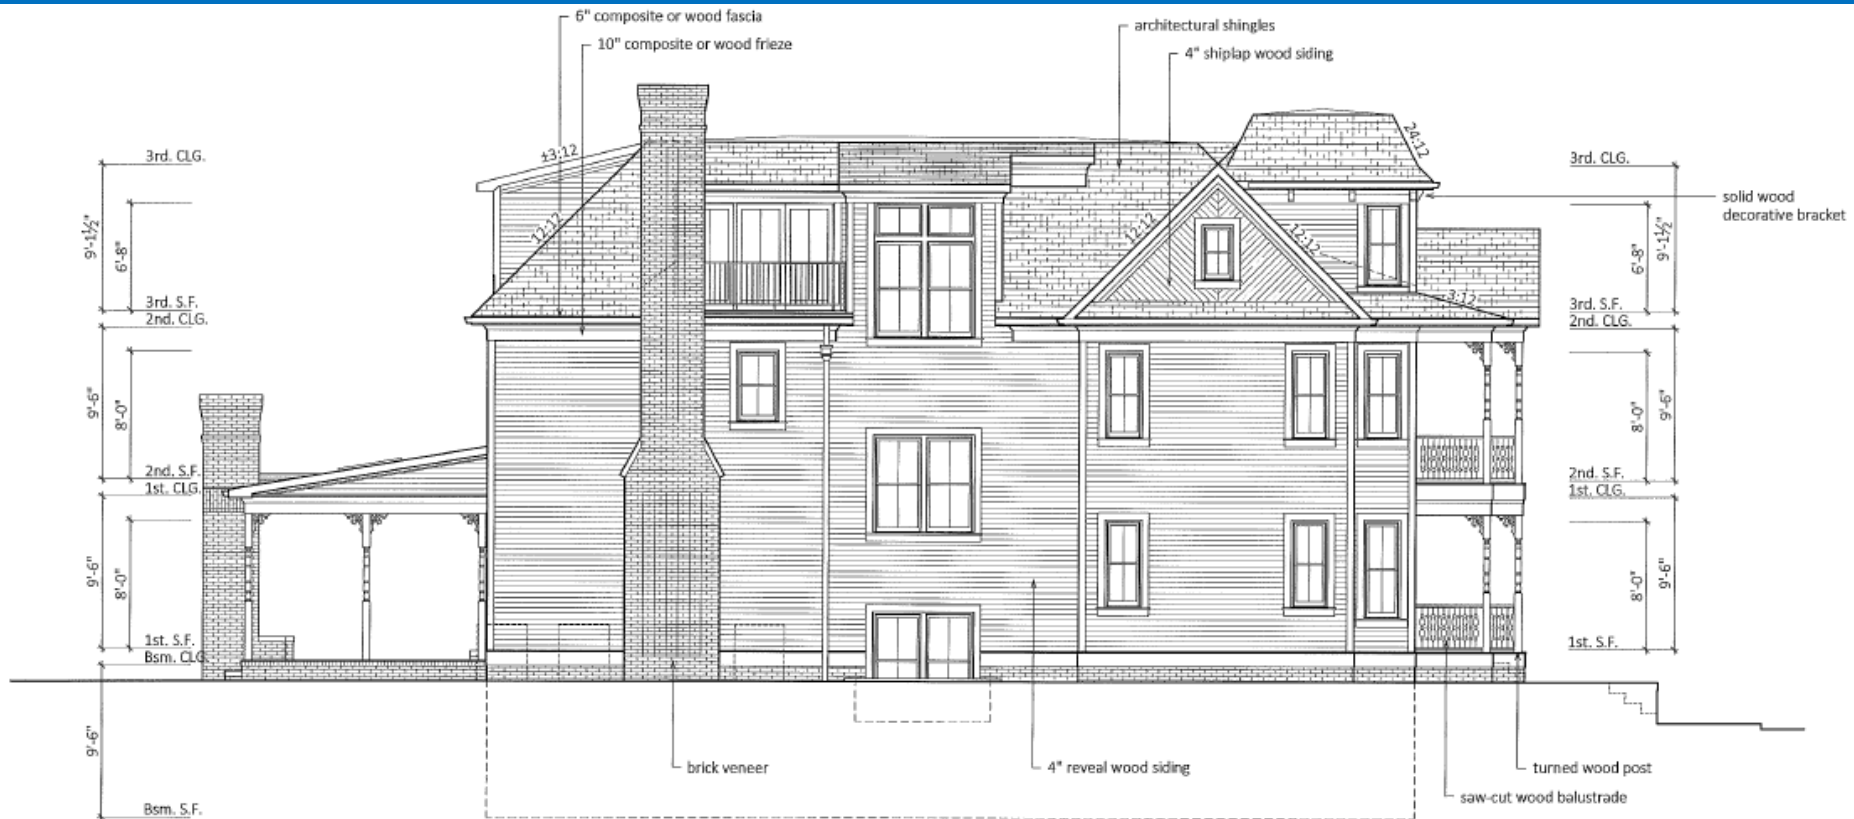 6" composite or wood fascia
10" composite or wood frieze
architectural shingles
4" shiplap wood siding
±3:12
24:12
3rd. CLG.
3rd. CLG.
solid wood
decorative bracket
9'-1½"
6'-8"
12:12
12:12
12:12
6'-8"
9'-1½"
3:12
3rd. S.F.
2nd. CLG.
3rd. S.F.
2nd. CLG.
9'-6"
8'-0"
8'-0"
9'-6"
2nd. S.F.
1st. CLG.
2nd. S.F.
1st. CLG.
9'-6"
8'-0"
8'-0"
9'-6"
1st. S.F.
Bsm. CLG.
1st. S.F.
9'-6"
brick veneer
4" reveal wood siding
turned wood post
saw-cut wood balustrade
Bsm. S.F.